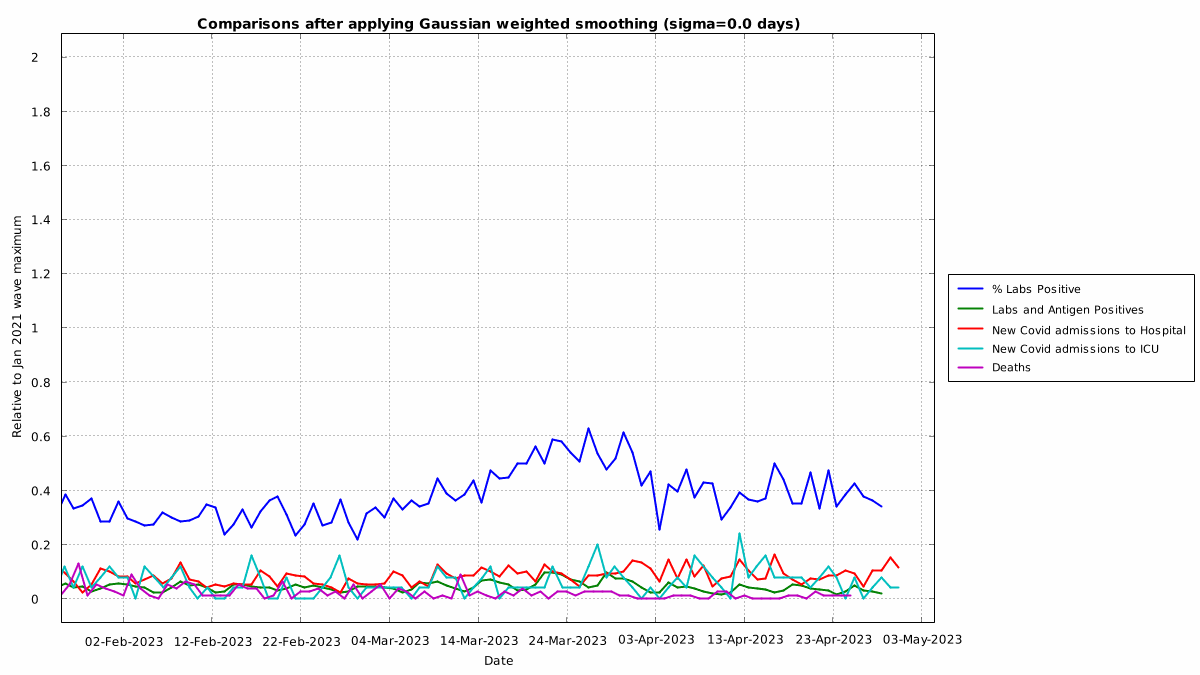 Comparisons after applying Gaussian weighted smoothing (sigma=0.0 days)
Relative to Jan 2021 wave maximum
2
1.8
1.6
1.4
1.2
1
0.8
0.6
0.4
0.2
0
02-Feb-2023 12-Feb-2023 22-Feb-2023 04-Mar-2023 14-Mar-2023 24-Mar-2023 03-Apr-2023 13-Apr-2023 23-Apr-2023 03-May-2023
Date
% Labs Positive
Labs and Antigen Positives
New Covid admissions to Hospital
New Covid admissions to ICU
Deaths